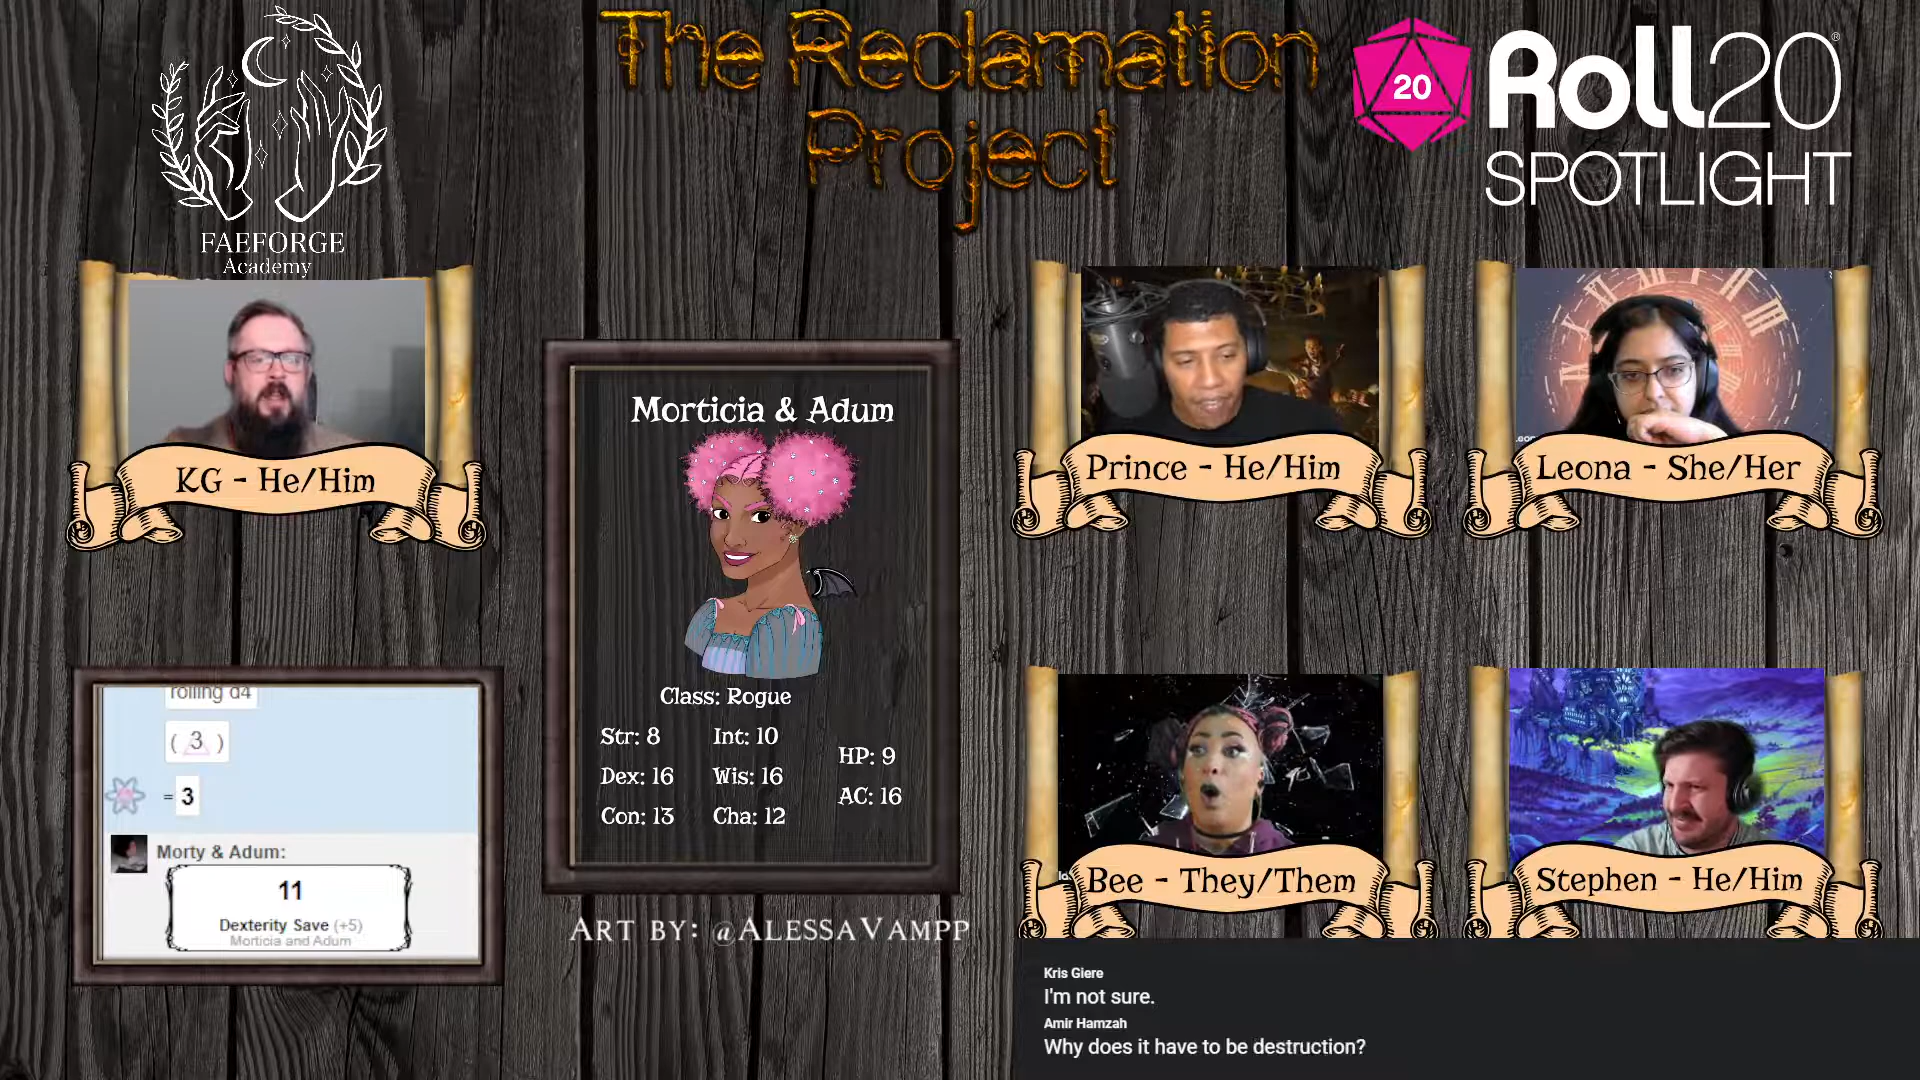 The Reclamation
Project
20
Roll20®
SPOTLIGHT
FAEFORGE
Academy
KG - He/Him
Prince - He/Him
Leona - She/Her
Morticia & Adum
Class: Rogue
Str: 8 Int: 10
HP: 9
Dex: 16 Wis: 16
AC: 16
Con: 13 Cha: 12
ART BY: @ALESSAVAMPP
rolling d4
( 3 )
= 3
Morty & Adum:
11
Dexterity Save (+5)
Morticia and Adum
Bee - They/Them
Stephen - He/Him
Kris Giere
I'm not sure.
Amir Hamzah
Why does it have to be destruction?